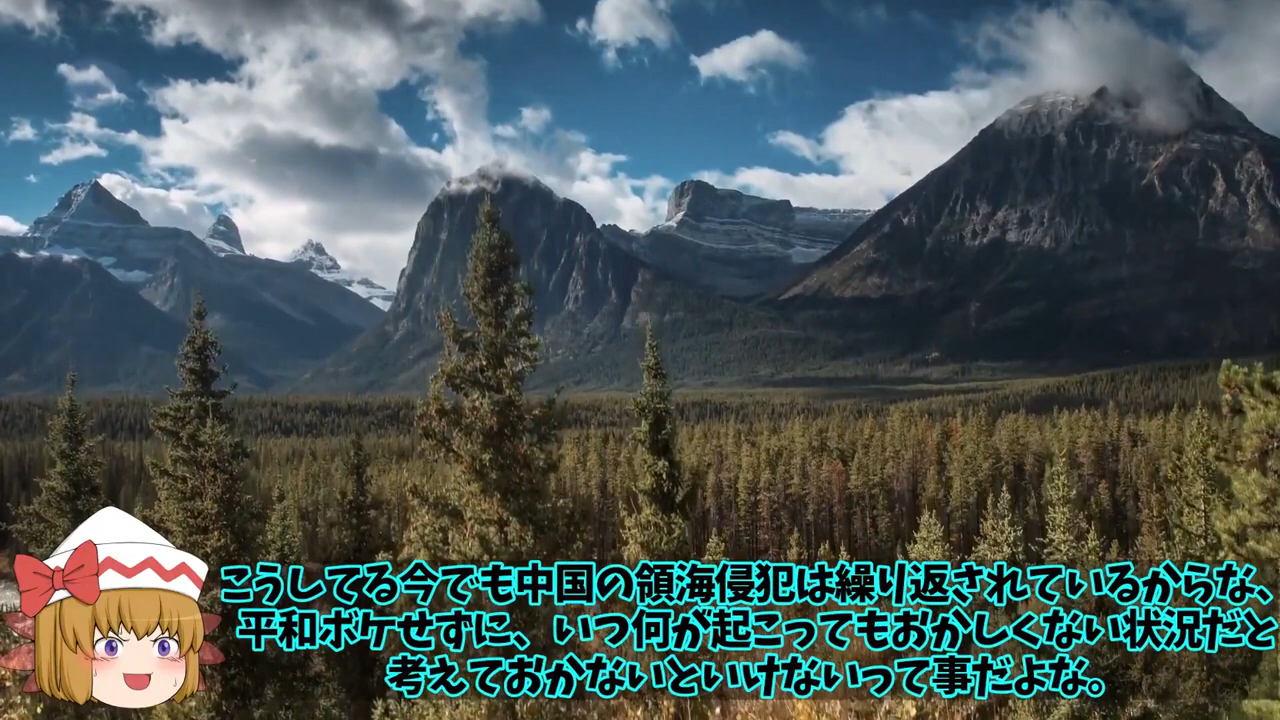 こうしてる今でも中国の領海侵犯は繰り返されているからな、
平和ボケせずに、いつ何が起こってもおかしくない状況だと
考えておかないといけないって事だよな。